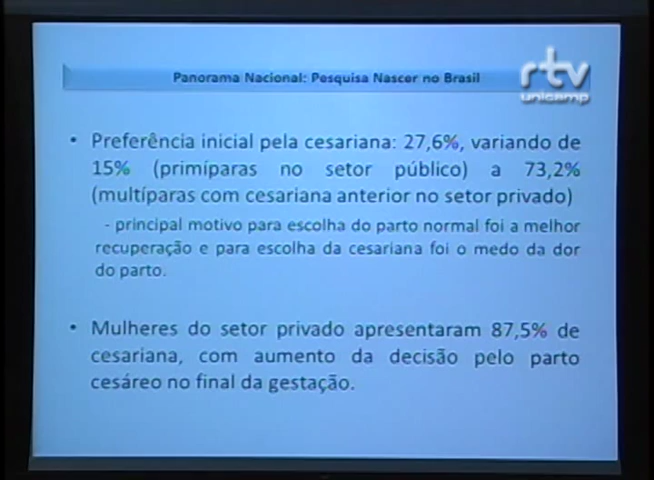 Panorama Nacional: Pesquisa Nascer no Brasil
rtv
unicamp
• Preferência inicial pela cesariana: 27,6%, variando de
15% (primíparas no setor público) a 73,2%
(multíparas com cesariana anterior no setor privado)
- principal motivo para escolha do parto normal foi a melhor
recuperação e para escolha da cesariana foi o medo da dor
do parto.
• Mulheres do setor privado apresentaram 87,5% de
cesariana, com aumento da decisão pelo parto
cesáreo no final da gestação.